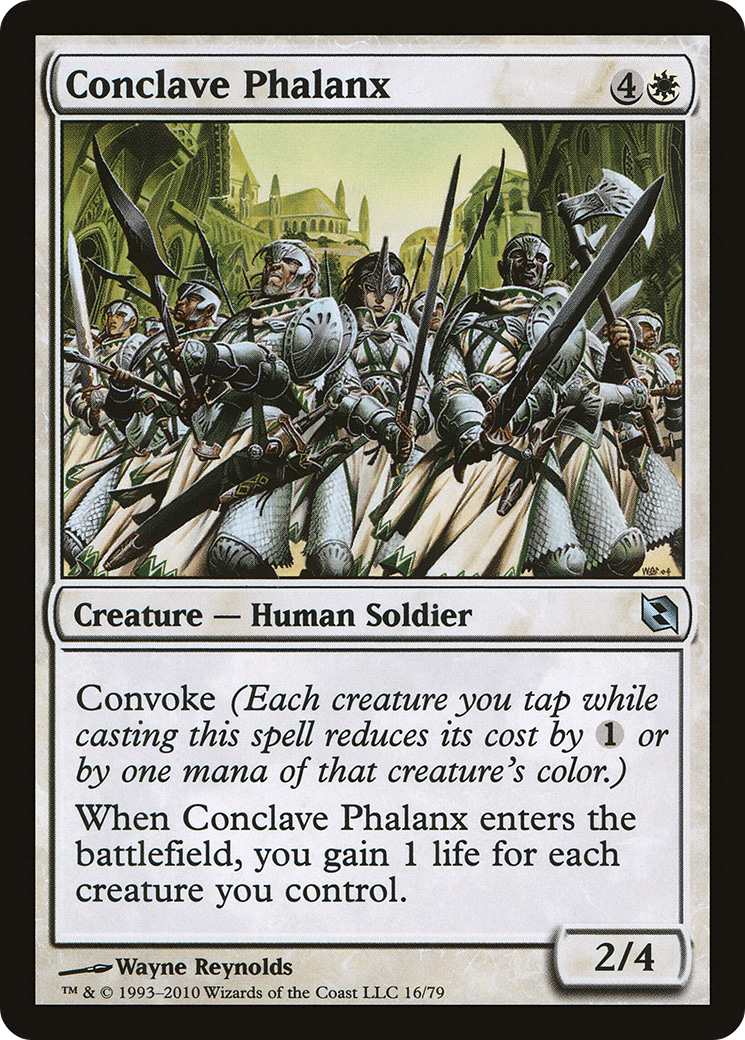 Conclave Phalanx 4
Creature — Human Soldier
Convoke (Each creature you tap while
casting this spell reduces its cost by 1 or
by one mana of that creature's color.)
When Conclave Phalanx enters the
battlefield, you gain 1 life for each
creature you control.
2/4
Wayne Reynolds
™ & © 1993–2010 Wizards of the Coast LLC 16/79